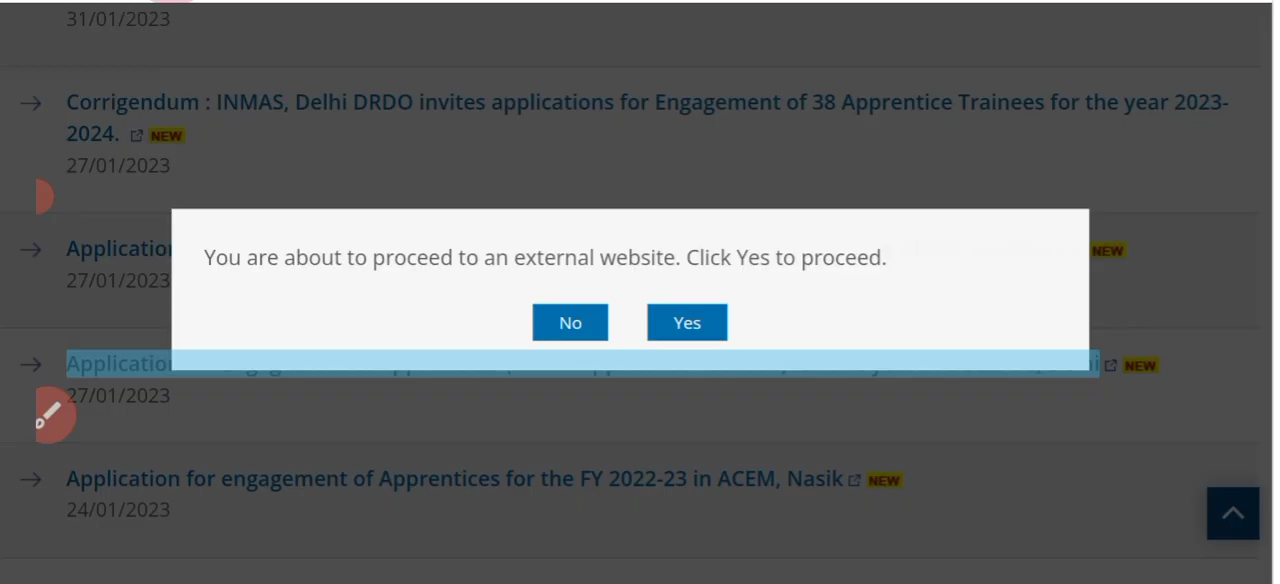 31/01/2023
Corrigendum : INMAS, Delhi DRDO invites applications for Engagement of 38 Apprentice Trainees for the year 2023-
2024. NEW
27/01/2023
You are about to proceed to an external website. Click Yes to proceed.
NEW
27/01/2023
No Yes
NEW
27/01/2023
Application for engagement of Apprentices for the FY 2022-23 in ACEM, Nasik NEW
24/01/2023